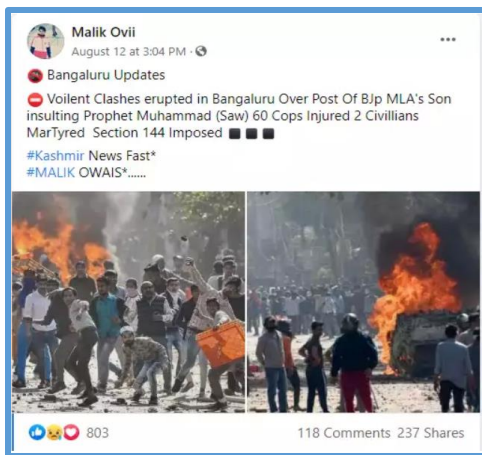 Malik Ovii
August 12 at 3:04 PM ·
Bangaluru Updates
Voilent Clashes erupted in Bangaluru Over Post Of BJp MLA's Son
insulting Prophet Muhammad (Saw) 60 Cops Injured 2 Civillians
MarTyred Section 144 Imposed
#Kashmir News Fast*
#MALIK OWAIS*......
803
118 Comments 237 Shares